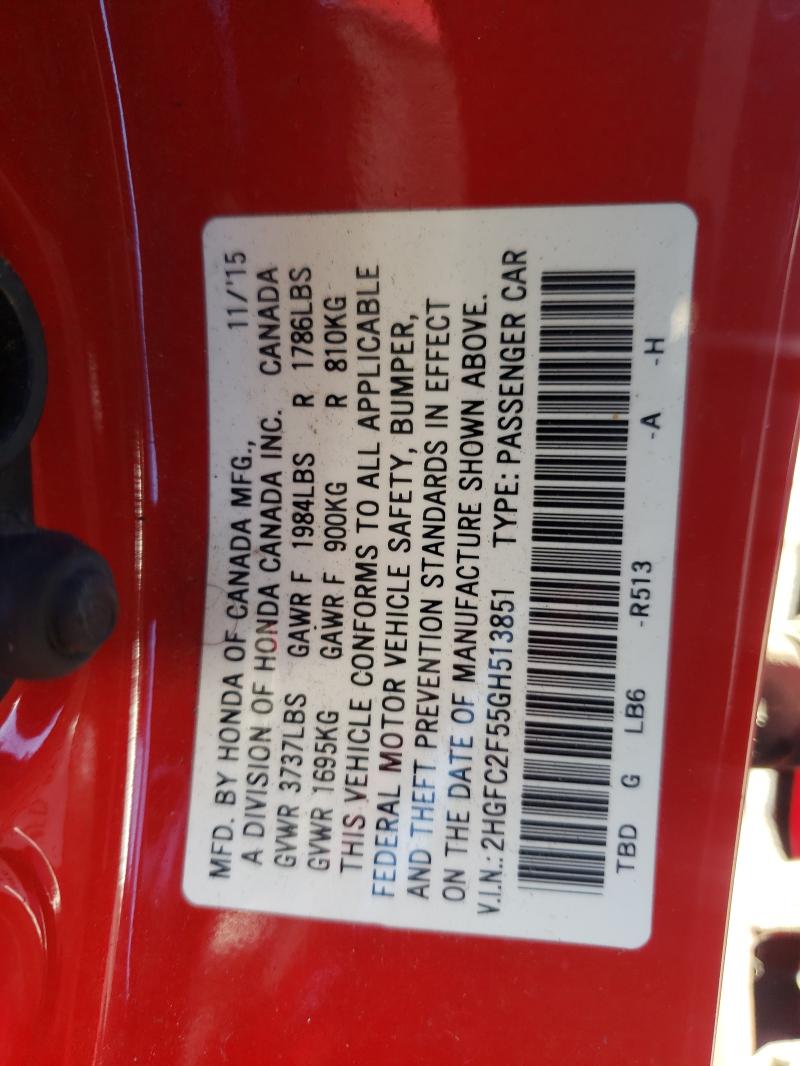 MFD. BY HONDA OF CANADA MFG., 11/'15
A DIVISION OF HONDA CANADA INC. CANADA
GVWR 3737LBS GAWR F 1984LBS R 1786LBS
GVWR 1695KG GAWR F 900KG R 810KG
THIS VEHICLE CONFORMS TO ALL APPLICABLE
FEDERAL MOTOR VEHICLE SAFETY, BUMPER,
AND THEFT PREVENTION STANDARDS IN EFFECT
ON THE DATE OF MANUFACTURE SHOWN ABOVE.
V.I.N.: 2HGFC2F55GH513851 TYPE: PASSENGER CAR
TBD G LB6 -R513 -A -H